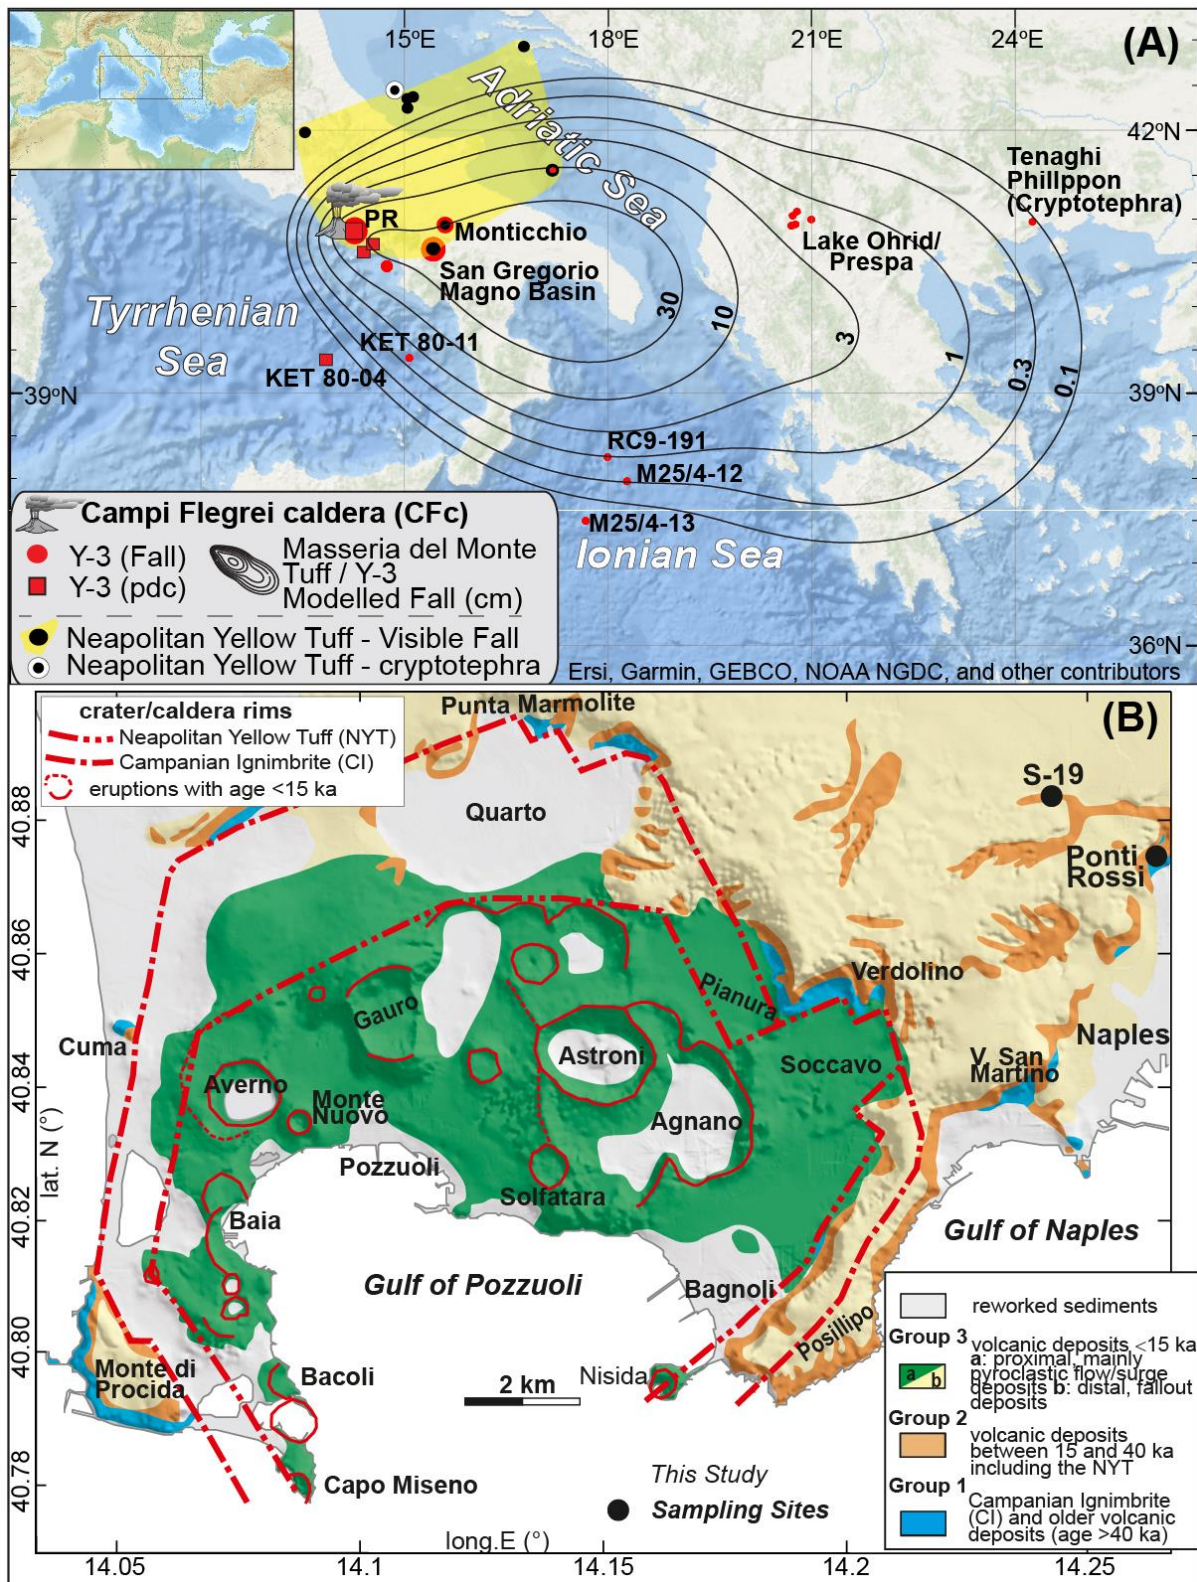 15ºE
18ºE
21ºE
24ºE
(A)
42ºN
Adriatic Sea
Tenaghi
Philppon
(Cryptotephra)
PR
Monticchio
San Gregorio
Magno Basin
Lake Ohrid/
Prespa
Tyrrhenian
Sea
30
10
3
1
0.3
0.1
KET 80-11
KET 80-04
39ºN
39ºN
RC9-191
M25/4-12
M25/4-13
Ionian Sea
36ºN
Campi Flegrei caldera (CFc)
Y-3 (Fall)
Y-3 (pdc)
Masseria del Monte
Tuff / Y-3
Modelled Fall (cm)
Neapolitan Yellow Tuff - Visible Fall
Neapolitan Yellow Tuff - cryptotephra
Ersi, Garmin, GEBCO, NOAA NGDC, and other contributors
crater/caldera rims
Neapolitan Yellow Tuff (NYT)
Campanian Ignimbrite (CI)
eruptions with age <15 ka
Punta Marmolite
(B)
S-19
Quarto
Ponti
Rossi
40.88
40.86
40.84
40.82
40.80
40.78
lat. N (°)
Verdolino
Pianura
Gauro
Cuma
Averno
Monte
Nuovo
Astroni
Soccavo
V. San
Martino
Naples
Agnano
Pozzuoli
Solfatara
Baia
Gulf of Pozzuoli
Bagnoli
Gulf of Naples
Posillipo
Monte di
Procida
Bacoli
Nisida
2 km
Capo Miseno
This Study
Sampling Sites
reworked sediments
Group 3
volcanic deposits <15 ka
a: proximal, mainly
pyroclastic flow/surge
deposits b: distal, fallout
deposits
a
b
Group 2
volcanic deposits
between 15 and 40 ka
including the NYT
Group 1
Campanian Ignimbrite
(CI) and older volcanic
deposits (age >40 ka)
long.E (°)
14.05
14.1
14.15
14.2
14.25